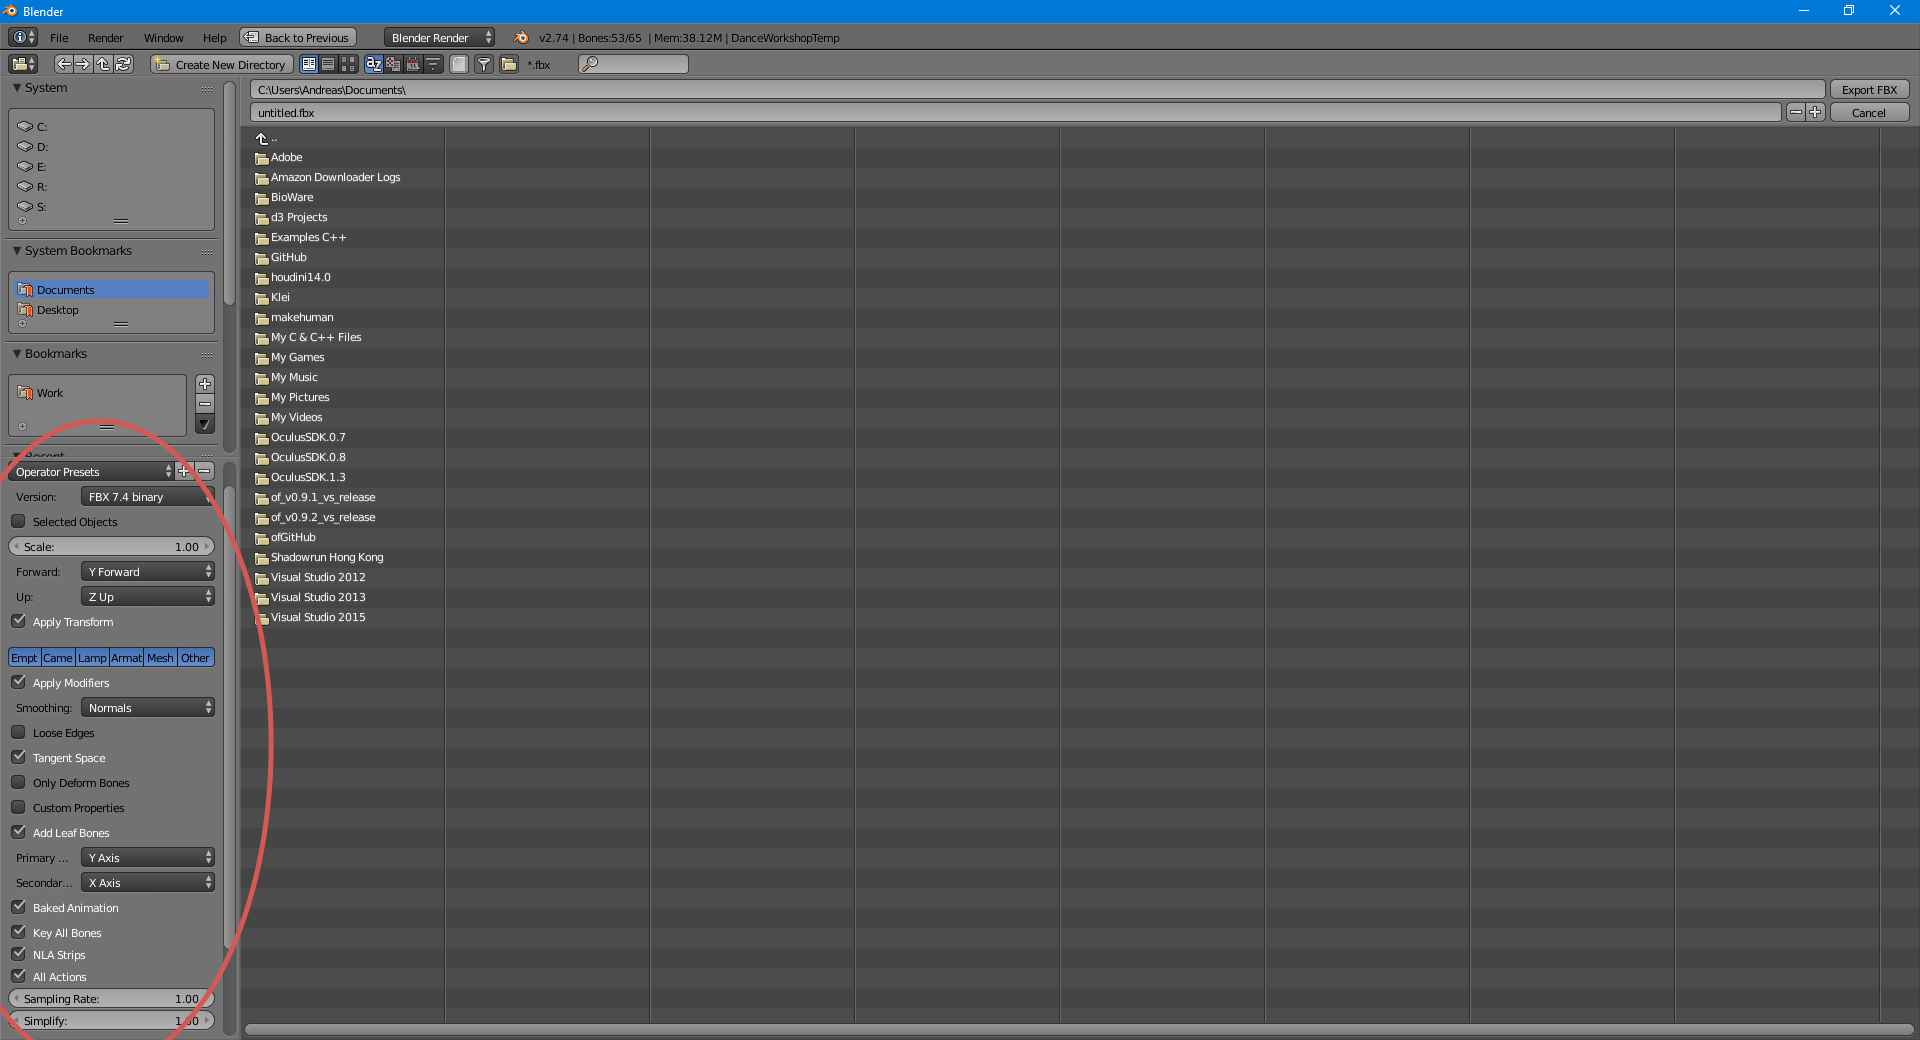 Blender
File Render Window Help Back to Previous Blender Render v2.74 | Bones:53/65 | Mem:38.12M | DanceWorkshopTemp
Create New Directory *.fbx
System
C:
D:
E:
R:
S:
System Bookmarks
Documents
Desktop
Bookmarks
Work
Recent
Operator Presets
Version: FBX 7.4 binary
Selected Objects
Scale: 1.00
Forward: Y Forward
Up: Z Up
Apply Transform
Empt Came Lamp Armat Mesh Other
Apply Modifiers
Smoothing: Normals
Loose Edges
Tangent Space
Only Deform Bones
Custom Properties
Add Leaf Bones
Primary ... Y Axis
Secondar... X Axis
Baked Animation
Key All Bones
NLA Strips
All Actions
Sampling Rate: 1.00
Simplify: 1.00
C:\Users\Andreas\Documents\ Export FBX
untitled.fbx Cancel
..
Adobe
Amazon Downloader Logs
BioWare
d3 Projects
Examples C++
GitHub
houdini14.0
Klei
makehuman
My C & C++ Files
My Games
My Music
My Pictures
My Videos
OculusSDK.0.7
OculusSDK.0.8
OculusSDK.1.3
of_v0.9.1_vs_release
of_v0.9.2_vs_release
ofGitHub
Shadowrun Hong Kong
Visual Studio 2012
Visual Studio 2013
Visual Studio 2015